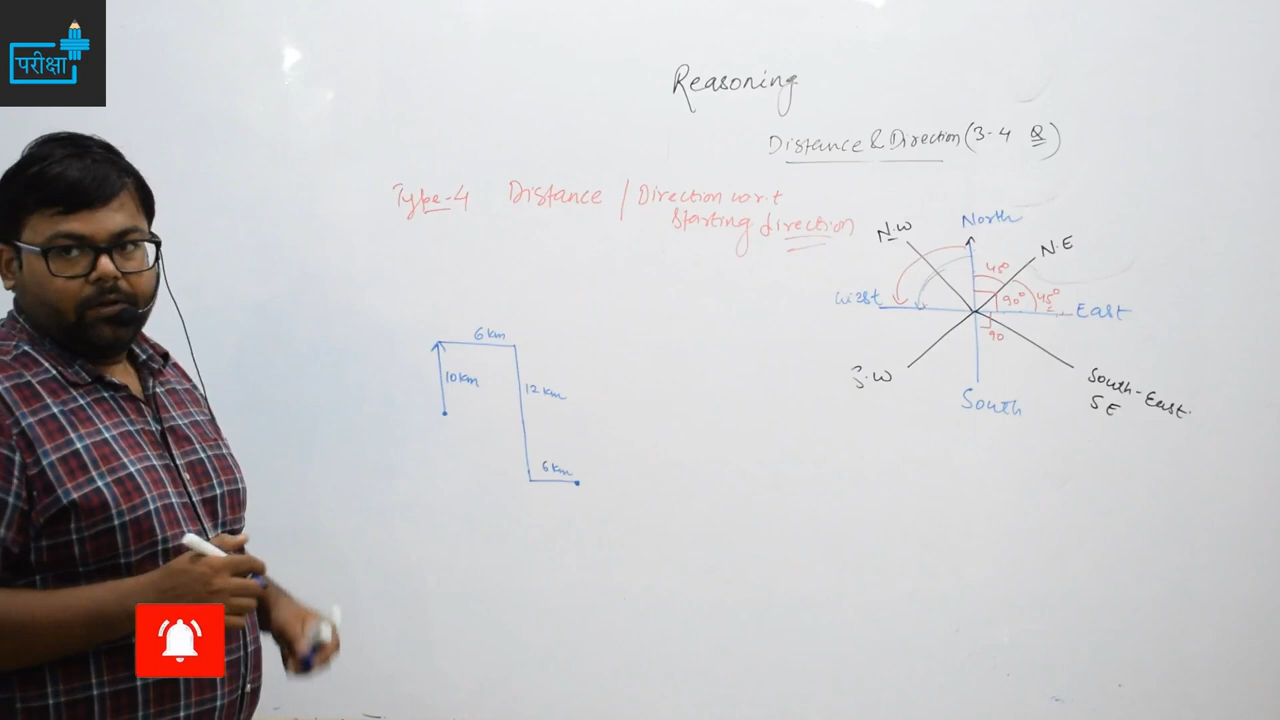 परीक्षा
Reasoning
Distance & Direction (3-4 Q)
Type-4 Distance / Direction w.r.t
starting direction
North
N.W
N.E
45°
West
90°
45°
East
90
S.W
South
South-East
SE
6 km
10 km
12 km
6 km